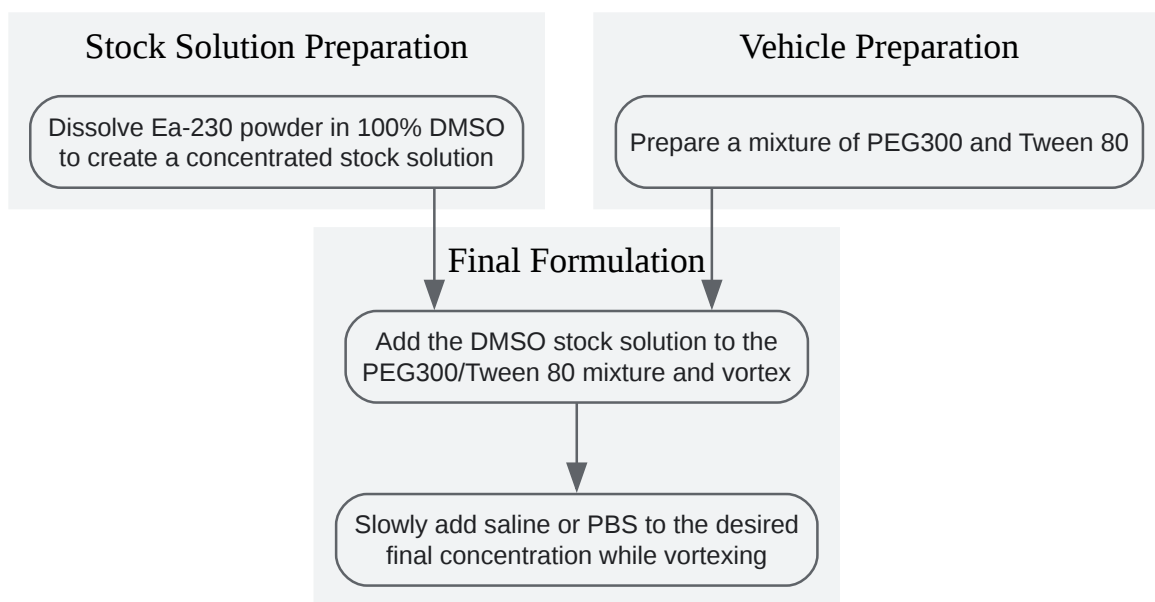 Stock Solution Preparation
Dissolve Ea-230 powder in 100% DMSO
to create a concentrated stock solution
Vehicle Preparation
Prepare a mixture of PEG300 and Tween 80
Final Formulation
Add the DMSO stock solution to the
PEG300/Tween 80 mixture and vortex
Slowly add saline or PBS to the desired
final concentration while vortexing